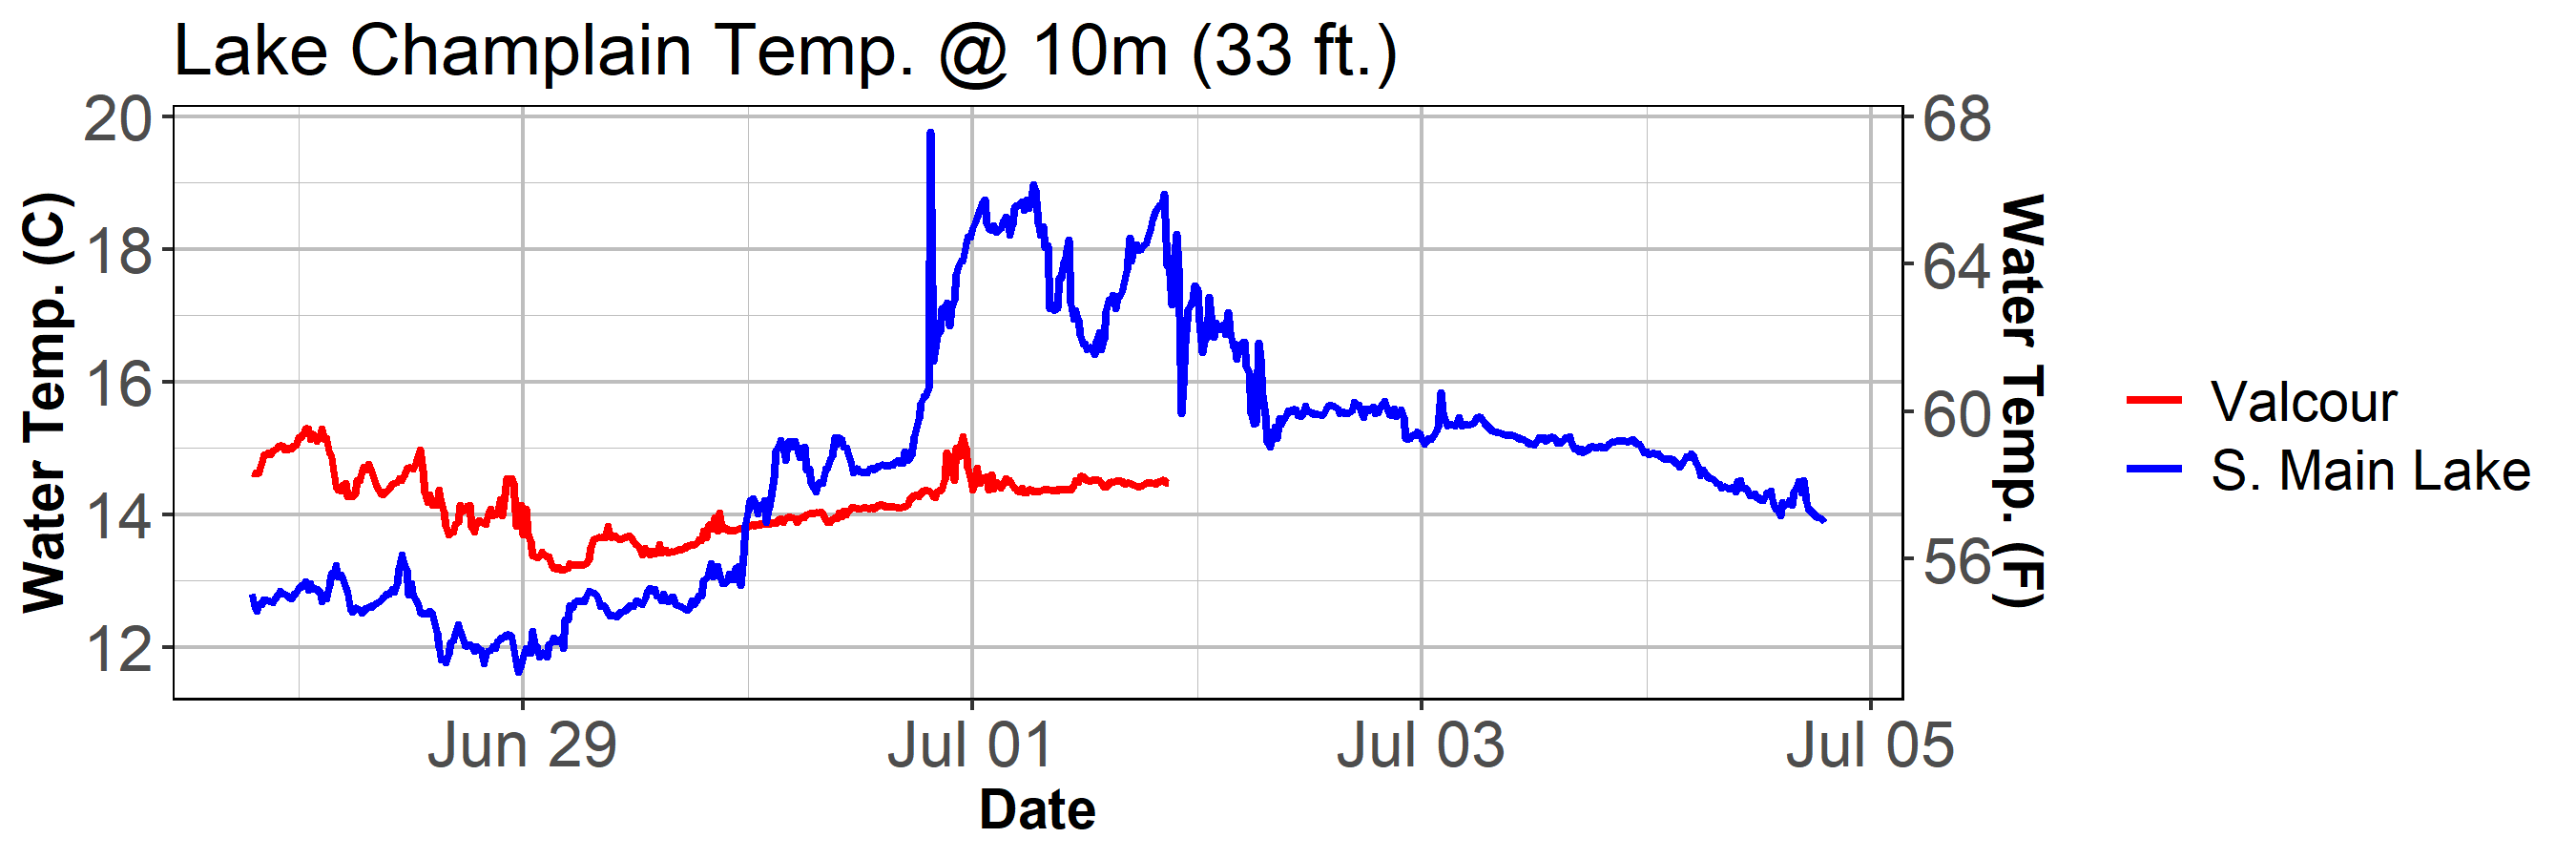 Lake Champlain Temp. @ 10m (33 ft.)
Water Temp. (C)
20
18
16
14
12
68
64
60
56
Water Temp. (F)
Jun 29
Jul 01
Jul 03
Jul 05
Date
Valcour
S. Main Lake